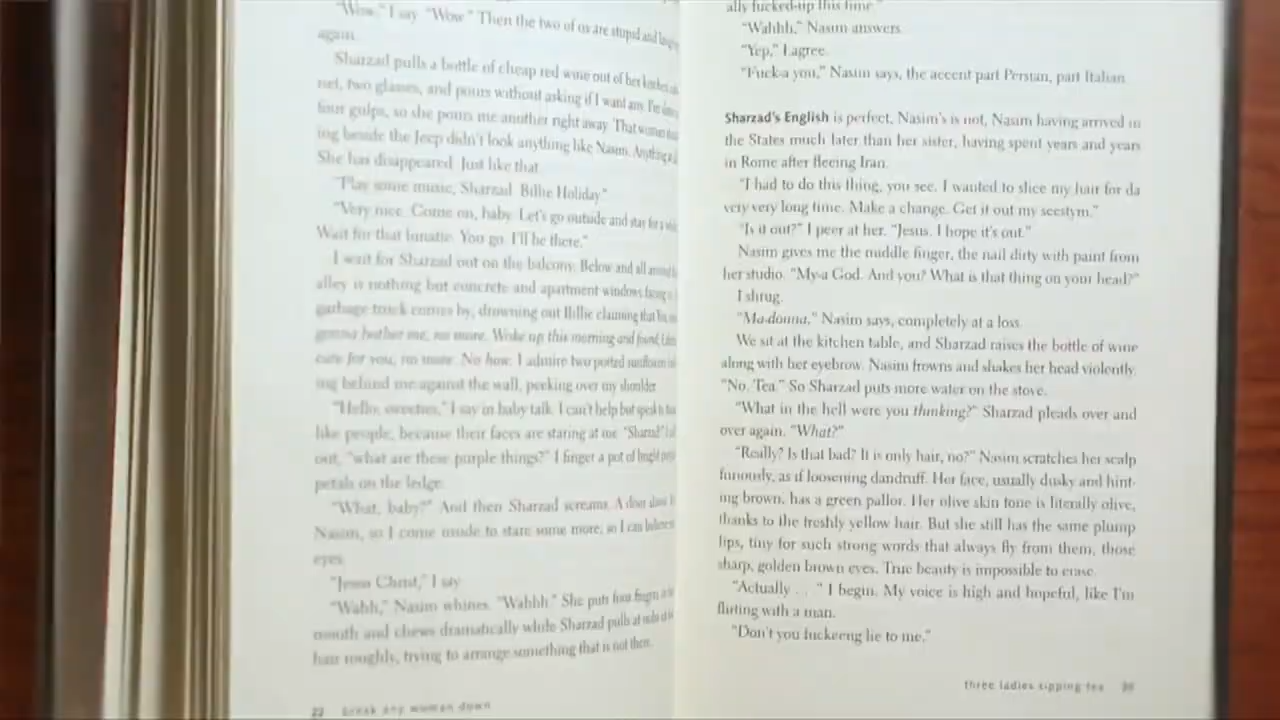 "Wow," I say. "Wow." Then the two of us are stupid and
again.
Sharzad pulls a bottle of cheap red wine out of her kitchen
net, two glasses, and pours without asking if I want any. I'm
four gulps, so she pours me another right away. That woman
ing beside the Jeep didn't look anything like Nasim. Anything
She has disappeared. Just like that.
"Play some music, Sharzad. Billie Holiday."
"Very nice. Come on, baby. Let's go outside and stay for a
Wait for that lunatic. You go. I'll be there."
I wait for Sharzad out on the balcony. Below and all around
alley is nothing but concrete and apartment windows facing
garbage truck comes by, drowning out Billie claiming that
gonna bother me, no more. Woke up this morning and found, I
care for you, no more. No how. I admire two potted sunflowers
ing behind me against the wall, peeking over my shoulder.
"Hello, sweeties," I say in baby talk. I can't help but speak to
like people, because their faces are staring at me. "Sharzad" I
out, "what are these purple things?" I finger a pot of bright
petals on the ledge.
"What, baby?" And then Sharzad screams. A door slams
Nasim, so I come inside to stare some more, so I can believe
eyes.
"Jesus Christ," I say.
"Wahh," Nasim whines. "Wahhh." She puts four fingers in
mouth and chews dramatically while Sharzad pulls at
hair roughly, trying to arrange something that is not there.
22 break any woman down
ally fucked-up this time."
"Wahhh," Nasim answers.
"Yep," I agree.
"Fuck-a you," Nasim says, the accent part Persian, part Italian.
Sharzad's English is perfect, Nasim's is not, Nasim having arrived in
the States much later than her sister, having spent years and years
in Rome after fleeing Iran.
"I had to do this thing, you see. I wanted to slice my hair for da
very very long time. Make a change. Get it out my seestym."
"Is it out?" I peer at her. "Jesus. I hope it's out."
Nasim gives me the middle finger, the nail dirty with paint from
her studio. "My-a God. And you? What is that thing on your head?"
I shrug.
"Ma-donna," Nasim says, completely at a loss.
We sit at the kitchen table, and Sharzad raises the bottle of wine
along with her eyebrow. Nasim frowns and shakes her head violently.
"No. Tea." So Sharzad puts more water on the stove.
"What in the hell were you thinking?" Sharzad pleads over and
over again. "What?"
"Really? Is that bad? It is only hair, no?" Nasim scratches her scalp
furiously, as if loosening dandruff. Her face, usually dusky and hint-
ing brown, has a green pallor. Her olive skin tone is literally olive,
thanks to the freshly yellow hair. But she still has the same plump
lips, tiny for such strong words that always fly from them, those
sharp, golden brown eyes. True beauty is impossible to erase.
"Actually . . . " I begin. My voice is high and hopeful, like I'm
flirting with a man.
"Don't you fuckeeng lie to me."
three ladies sipping tea